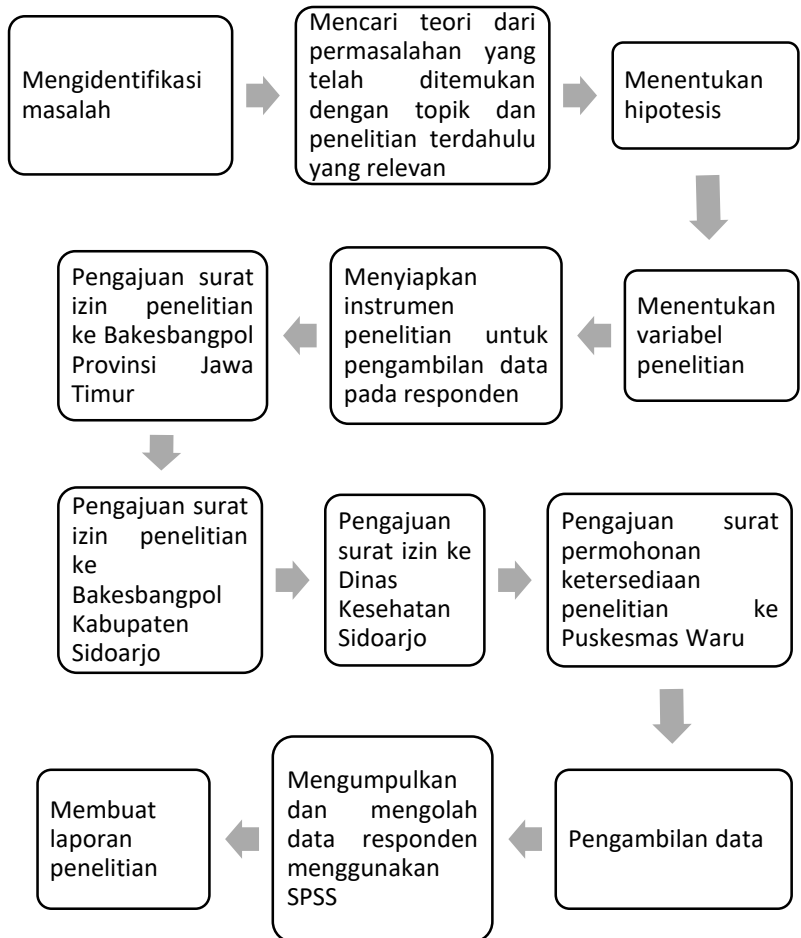 Mengidentifikasi
masalah
Mencari teori dari
permasalahan yang
telah ditemukan
dengan topik dan
penelitian terdahulu
yang relevan
Menentukan
hipotesis
Menentukan
variabel
penelitian
Menyiapkan
instrumen
penelitian untuk
pengambilan data
pada responden
Pengajuan surat
izin penelitian
ke Bakesbangpol
Provinsi Jawa
Timur
Pengajuan surat
izin penelitian
ke
Bakesbangpol
Kabupaten
Sidoarjo
Pengajuan
surat izin ke
Dinas
Kesehatan
Sidoarjo
Pengajuan surat
permohonan
ketersediaan
penelitian ke
Puskesmas Waru
Pengambilan data
Mengumpulkan
dan mengolah
data responden
menggunakan
SPSS
Membuat
laporan
penelitian